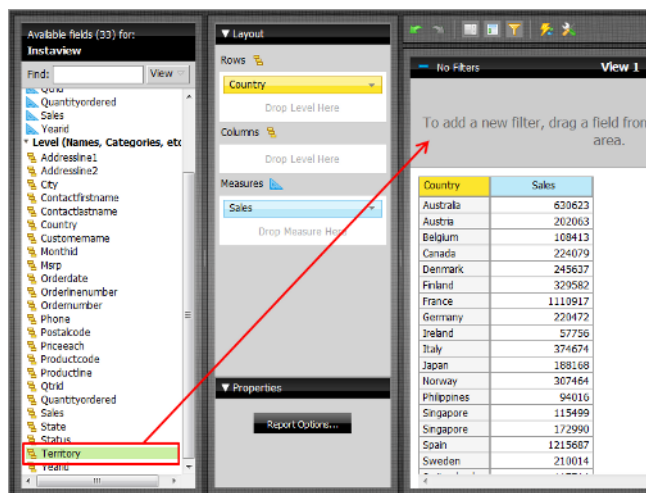 Available fields (33) for:
Instaview
Find:
View
Qtrid
Quantityordered
Sales
Yearid
Level (Names, Categories, etc
Addressline1
Addressline2
City
Contactfirstname
Contactlastname
Country
Customername
Monthid
Msrp
Orderdate
Orderlinenumber
Ordernumber
Phone
Postalcode
Priceeach
Productcode
Productline
Qtrid
Quantityordered
Sales
State
Status
Territory
Yearid
Layout
Rows
Country
Drop Level Here
Columns
Drop Level Here
Measures
Sales
Drop Measure Here
Properties
Report Options...
No Filters
View 1
To add a new filter, drag a field from
area.
Country Sales
Australia 630623
Austria 202063
Belgium 108413
Canada 224079
Denmark 245637
Finland 329582
France 1110917
Germany 220472
Ireland 57756
Italy 374674
Japan 188168
Norway 307464
Philippines 94016
Singapore 115499
Singapore 172990
Spain 1215687
Sweden 210014